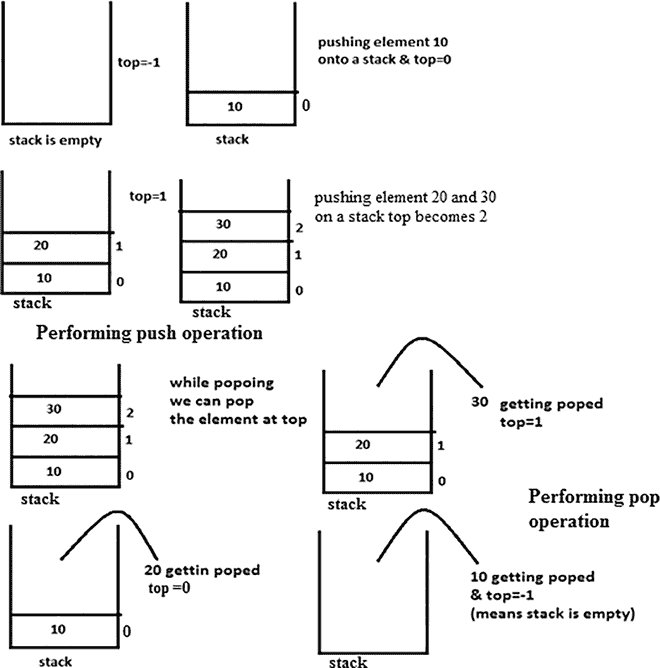 top=-1
stack is empty
pushing element 10
onto a stack & top=0
10 0
stack
top=1
20 1
10 0
stack
30 2
20 1
10 0
stack
pushing element 20 and 30
on a stack top becomes 2
Performing push operation
30 2
20 1
10 0
stack
while popoing
we can pop
the element at top
30 getting poped
top=1
20 1
10 0
stack
Performing pop
operation
20 gettin poped
top =0
10 0
stack
10 getting poped
& top=-1
(means stack is empty)
stack